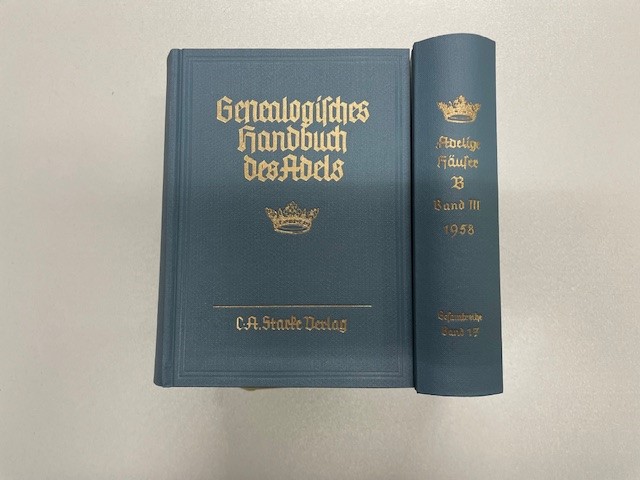 Genealogisches
Handbuch
des Adels
C.A. Starke Verlag
Adelige
Häuser
B
Band III
1958
Gesamtreihe
Band 17